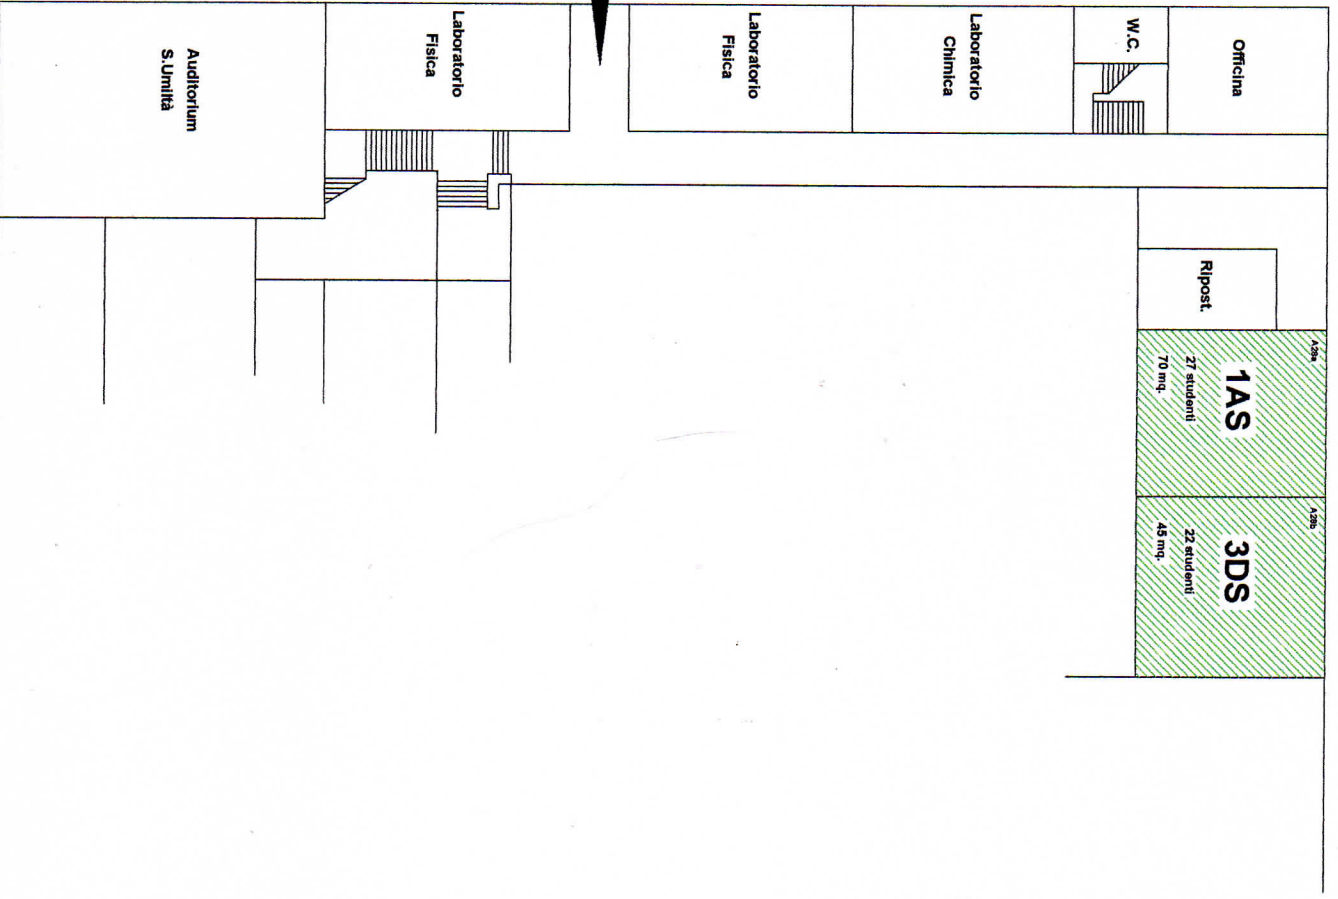 Auditorium
S.Umiltà
Laboratorio
Fisica
Laboratorio
Fisica
Laboratorio
Chimica
W.C.
Officina
Ripost.
A28a
1AS
27 studenti
70 mq.
A28b
3DS
22 studenti
45 mq.